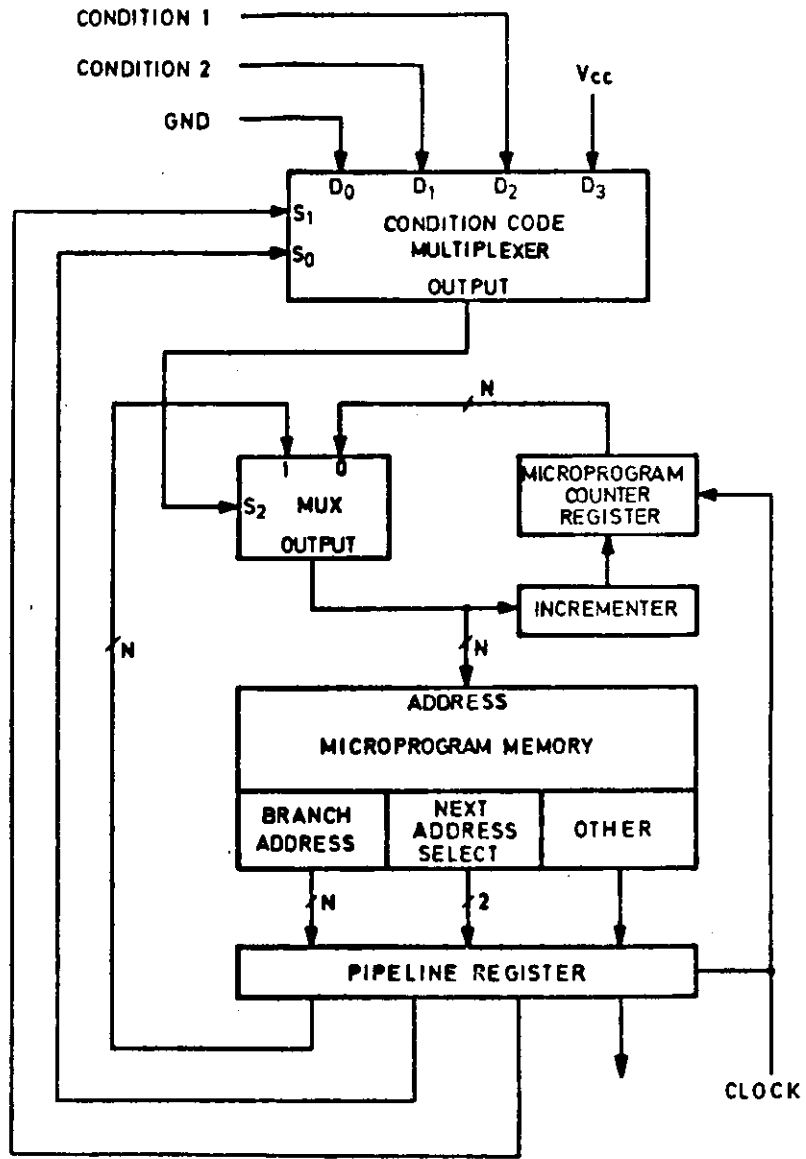 CONDITION 1
CONDITION 2
GND
Vcc
D0 D1 D2 D3
S1
S0
CONDITION CODE
MULTIPLEXER
OUTPUT
N
1 0
S2
MUX
OUTPUT
MICROPROGRAM
COUNTER
REGISTER
INCREMENTER
N
N
ADDRESS
MICROPROGRAM MEMORY
BRANCH
ADDRESS
NEXT
ADDRESS
SELECT
OTHER
N
2
PIPELINE REGISTER
CLOCK